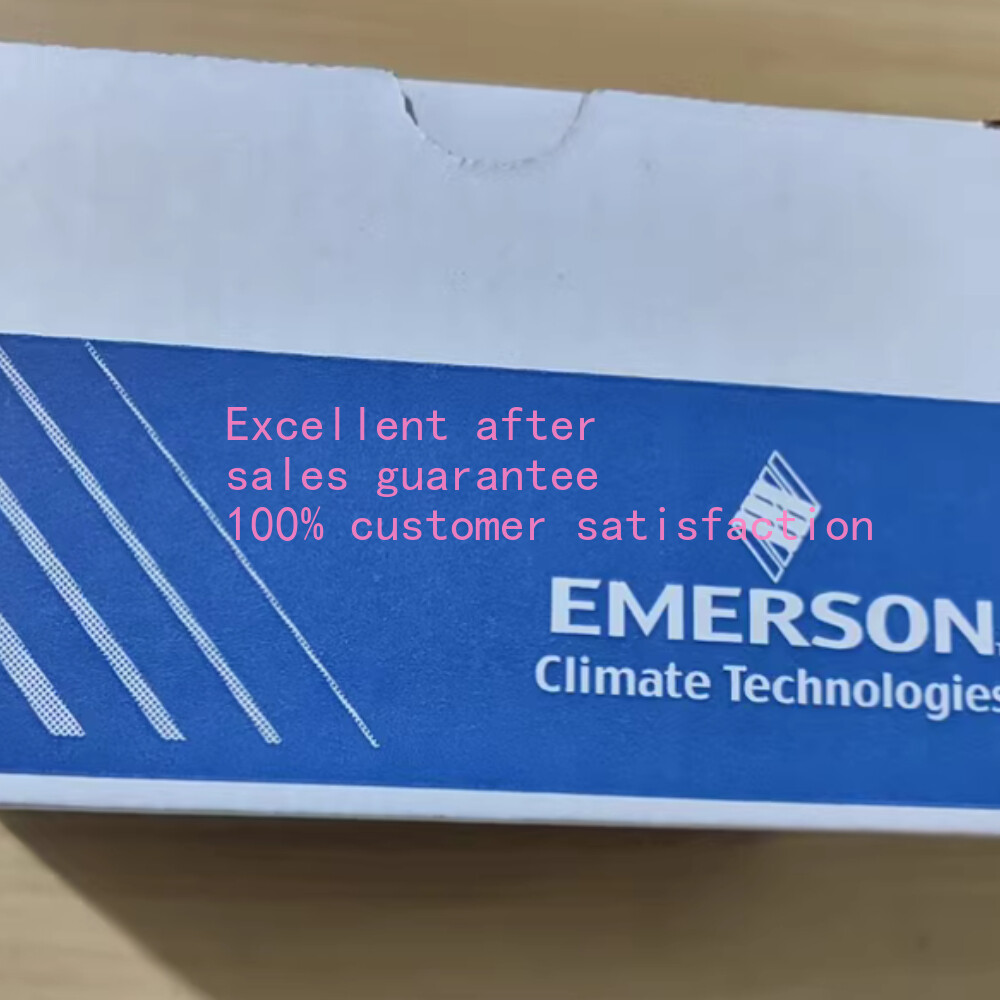 Excellent after
sales guarantee
100% customer satisfaction
EMERSON
Climate Technologies